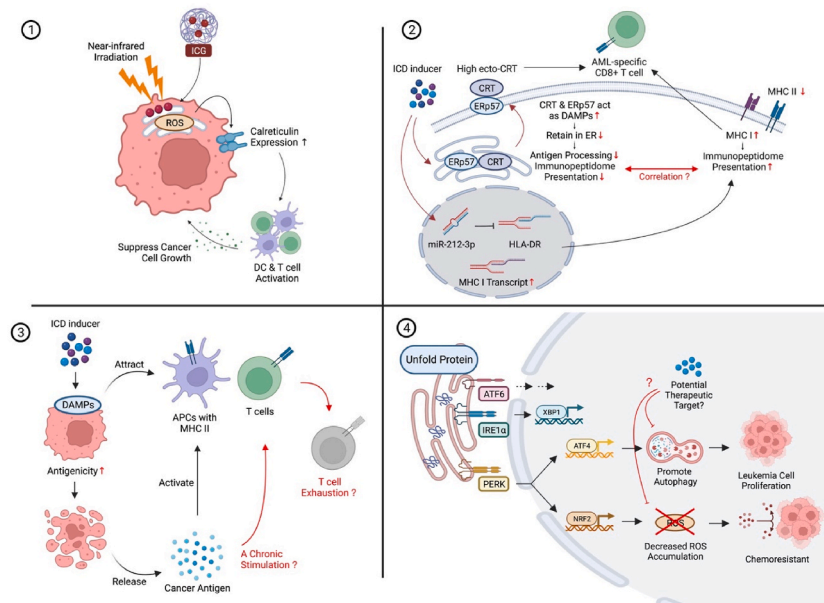 1
Near-infrared
Irradiation
ICG
ROS
Calreticulin
Expression ↑
Suppress Cancer
Cell Growth
DC & T cell
Activation
2
ICD inducer
High ecto-CRT
AML-specific
CD8+ T cell
CRT
ERp57
CRT & ERp57 act
as DAMPs ↑
Retain in ER ↓
Antigen Processing ↓
Immunopeptidome
Presentation ↓
ERp57
CRT
Correlation ?
MHC II ↓
MHC I ↑
Immunopeptidome
Presentation ↑
miR-212-3p
HLA-DR
MHC I Transcript ↑
3
ICD inducer
DAMPs
Attract
Antigenicity ↑
APCs with
MHC II
T cells
T cell
Exhaustion ?
Activate
A Chronic
Stimulation ?
Release
Cancer Antigen
4
Unfold Protein
ATF6
IRE1α
PERK
XBP1
ATF4
NRF2
?
Potential
Therapeutic
Target?
Promote
Autophagy
Leukemia Cell
Proliferation
ROS
Decreased ROS
Accumulation
Chemoresistant